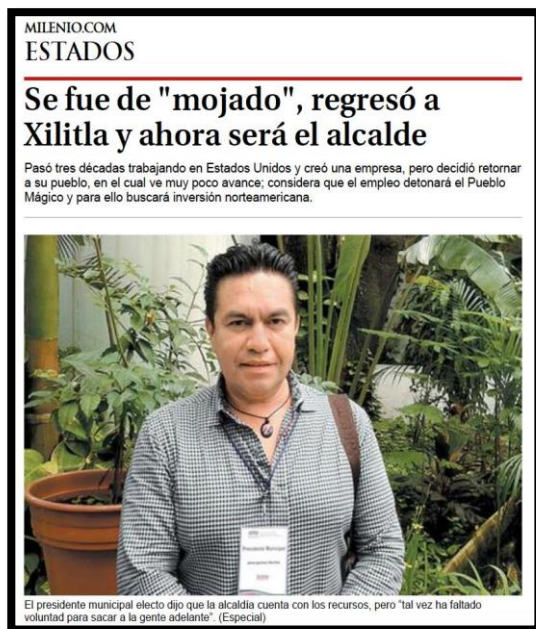 MILENIO.COM
ESTADOS
Se fue de "mojado", regresó a
Xilitla y ahora será el alcalde
Pasó tres décadas trabajando en Estados Unidos y creó una empresa, pero decidió retornar
a su pueblo, en el cual ve muy poco avance; considera que el empleo detonará el Pueblo
Mágico y para ello buscará inversión norteamericana.
Presidente Municipal
El presidente municipal electo dijo que la alcaldía cuenta con los recursos, pero "tal vez ha faltado
voluntad para sacar a la gente adelante". (Especial)